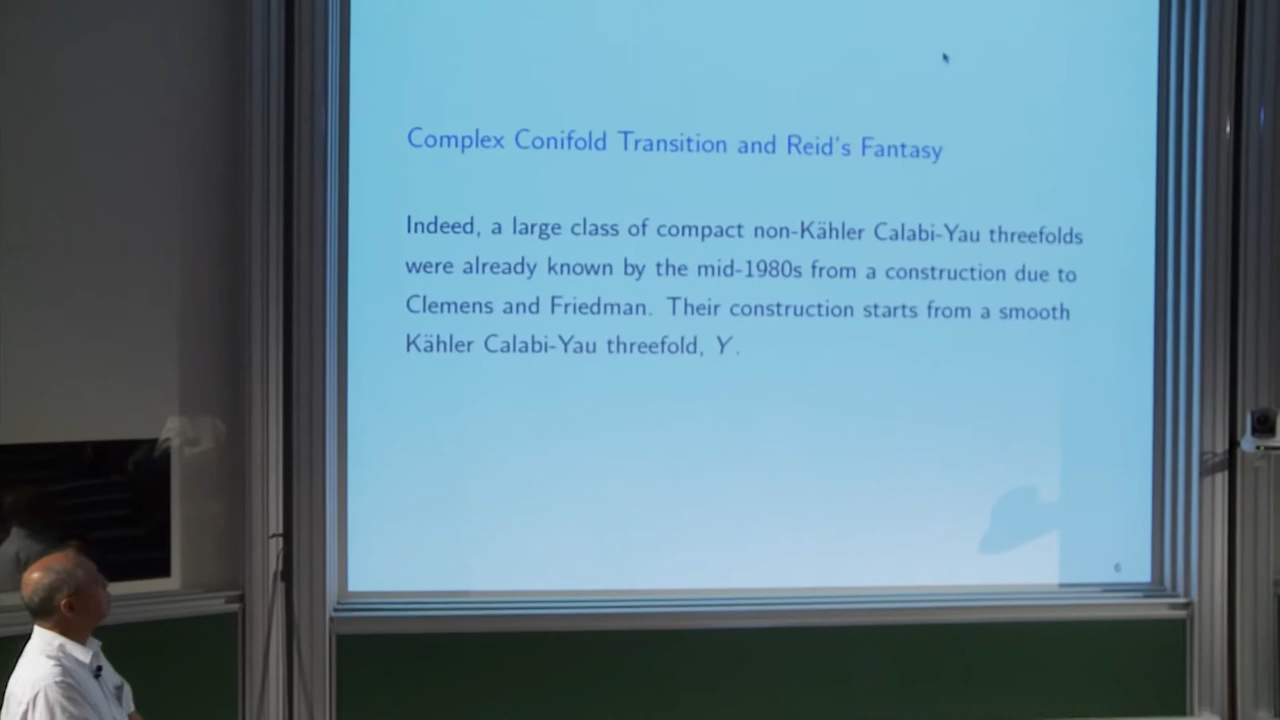 Complex Conifold Transition and Reid's Fantasy
Indeed, a large class of compact non-Kähler Calabi-Yau threefolds
were already known by the mid-1980s from a construction due to
Clemens and Friedman. Their construction starts from a smooth
Kähler Calabi-Yau threefold, Y.
6